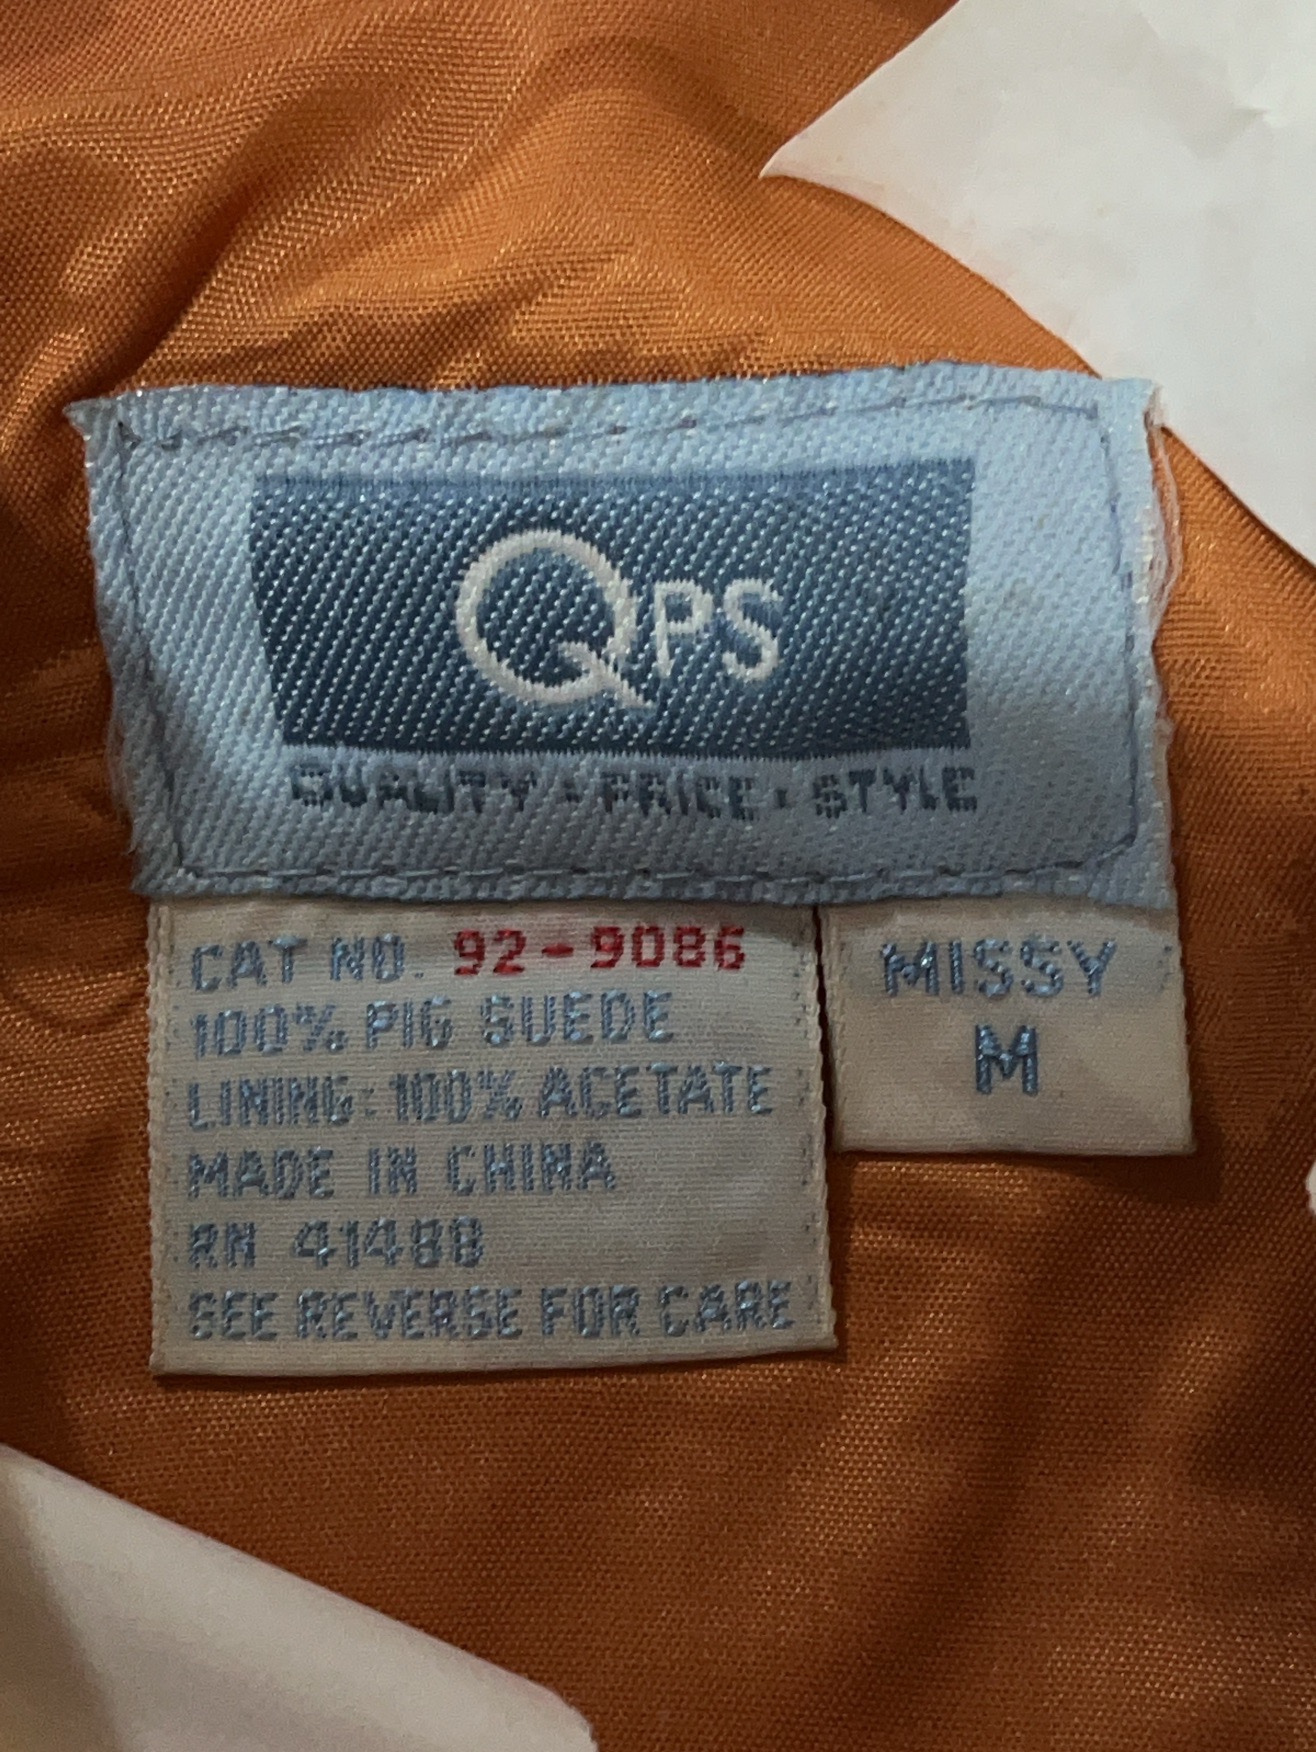 QPS
QUALITY · PRICE · STYLE
CAT NO. 92-9086
100% PIG SUEDE
LINING: 100% ACETATE
MADE IN CHINA
RN 41488
SEE REVERSE FOR CARE
MISSY
M